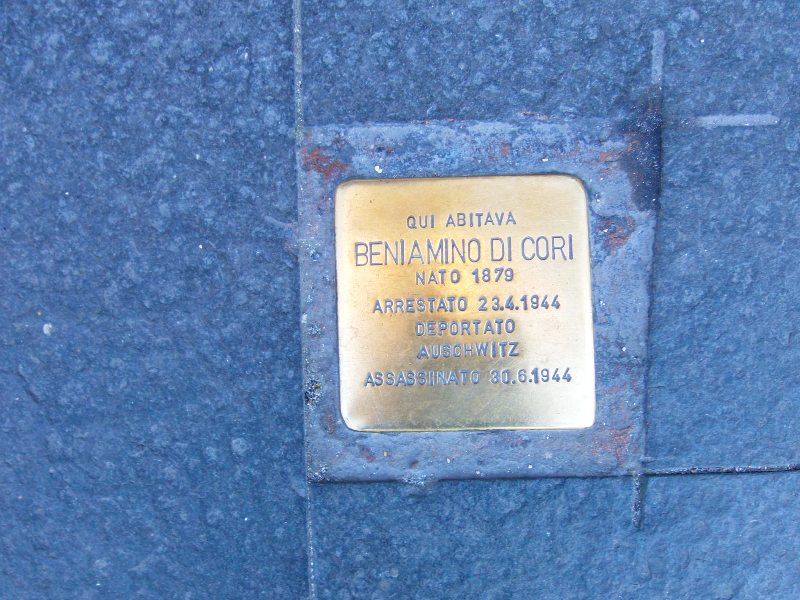 QUI ABITAVA
BENIAMINO DI CORI
NATO 1879
ARRESTATO 23.4.1944
DEPORTATO
AUSCHWITZ
ASSASSINATO 30.6.1944